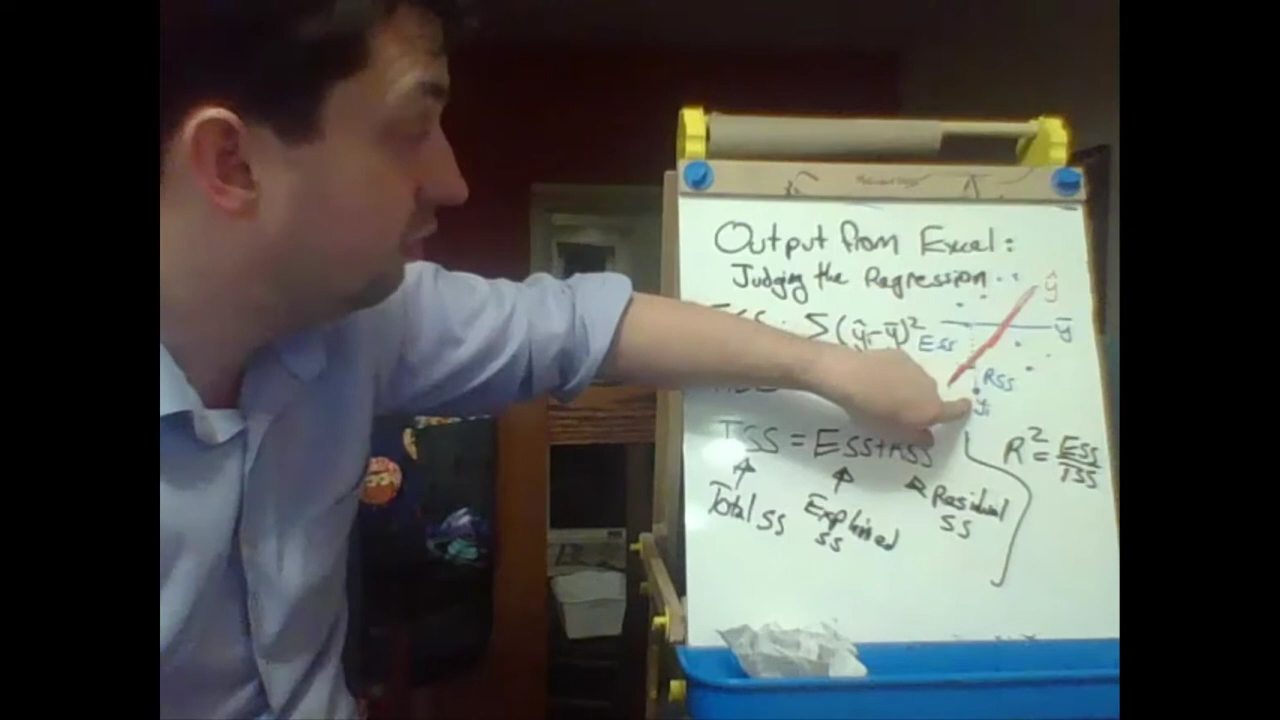 Output from Excel:
Judging the Regression
Σ(ŷi-ȳ)²
ŷ
ȳ
ESS
RSS
yi
TSS = ESS+RSS
R² = ESS/TSS
Total SS
Explained
SS
Residual
SS